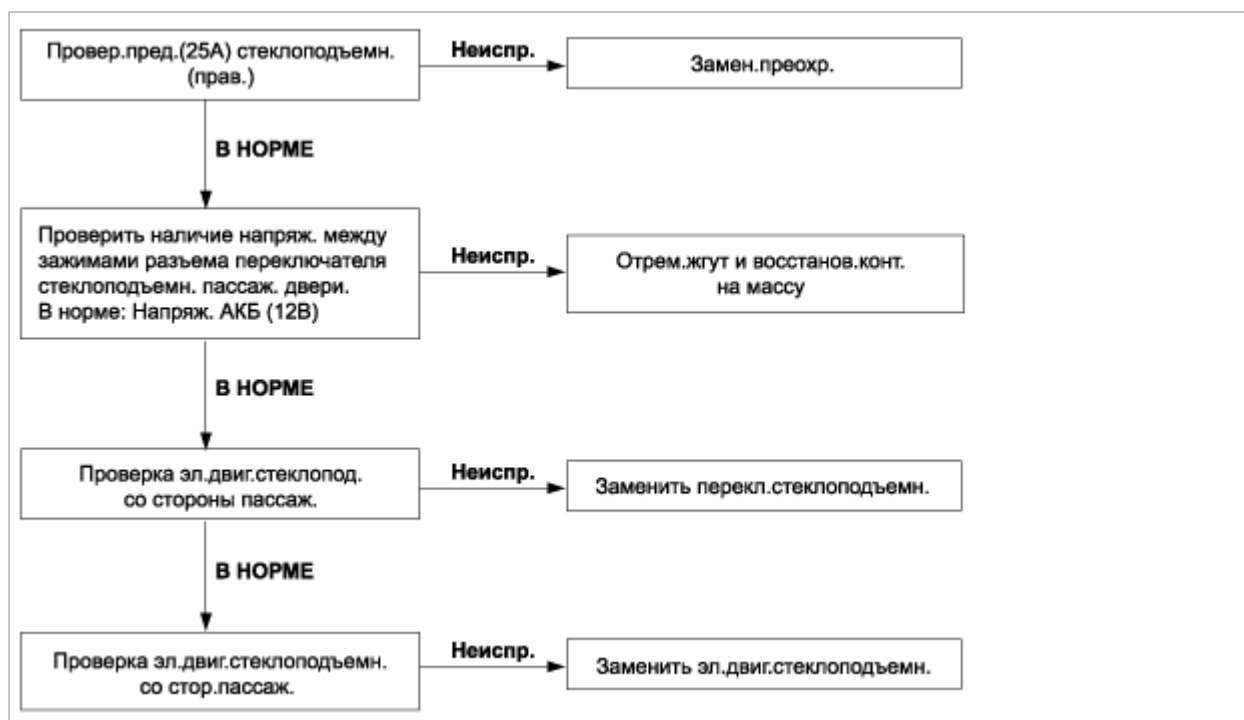 Провер.пред.(25А) стеклоподъемн.
(прав.)
Неиспр.
Замен.преохр.
В НОРМЕ
Проверить наличие напряж. между
зажимами разъема переключателя
стеклоподъемн. пассаж. двери.
В норме: Напряж. АКБ (12В)
Неиспр.
Отрем.жгут и восстанов.конт.
на массу
В НОРМЕ
Проверка эл.двиг.стеклопод.
со стороны пассаж.
Неиспр.
Заменить перекл.стеклоподъемн.
В НОРМЕ
Проверка эл.двиг.стеклоподъемн.
со стор.пассаж.
Неиспр.
Заменить эл.двиг.стеклоподъемн.